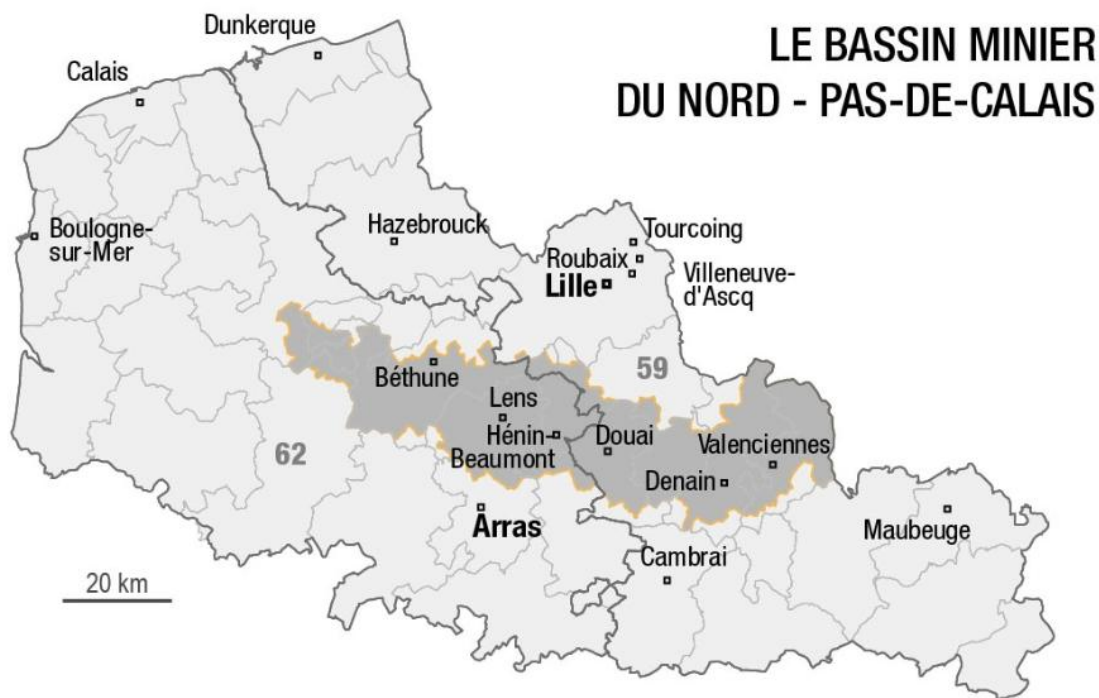 LE BASSIN MINIER
DU NORD - PAS-DE-CALAIS
Dunkerque
Calais
Boulogne-
sur-Mer
Hazebrouck
Tourcoing
Roubaix
Lille
Villeneuve-
d'Ascq
59
Béthune
Lens
Hénin-
Beaumont
Douai
Valenciennes
Denain
62
Arras
Cambrai
Maubeuge
20 km